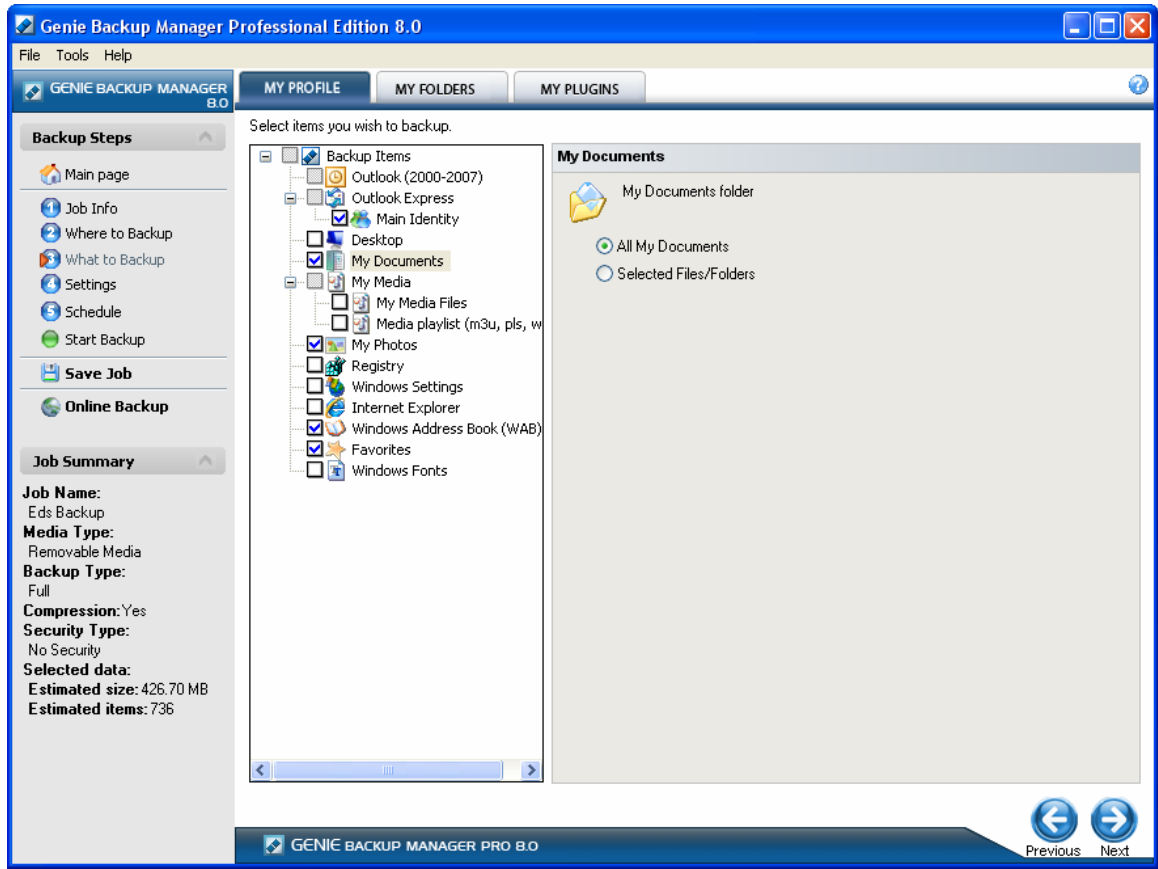 Genie Backup Manager Professional Edition 8.0
File Tools Help
GENIE BACKUP MANAGER
8.0
MY PROFILE
MY FOLDERS
MY PLUGINS
Backup Steps
Main page
1 Job Info
2 Where to Backup
3 What to Backup
4 Settings
5 Schedule
Start Backup
Save Job
Online Backup
Job Summary
Job Name:
Eds Backup
Media Type:
Removable Media
Backup Type:
Full
Compression:Yes
Security Type:
No Security
Selected data:
Estimated size: 426.70 MB
Estimated items: 736
Select items you wish to backup.
Backup Items
Outlook (2000-2007)
Outlook Express
Main Identity
Desktop
My Documents
My Media
My Media Files
Media playlist (m3u, pls, w
My Photos
Registry
Windows Settings
Internet Explorer
Windows Address Book (WAB)
Favorites
Windows Fonts
My Documents
My Documents folder
All My Documents
Selected Files/Folders
GENIE BACKUP MANAGER PRO 8.0
Previous
Next